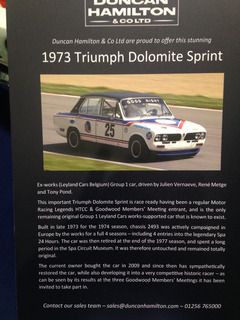 DUNCAN
HAMILTON
& CO LTD
Duncan Hamilton & Co Ltd are proud to offer this stunning
1973 Triumph Dolomite Sprint
25
Ex-works (Leyland Cars Belgium) Group 1 car, driven by Julien Vernaeve, René Metge
and Tony Pond.
This important Triumph Dolomite Sprint is race ready having been a regular Motor
Racing Legends HTCC & Goodwood Members' Meeting entrant, and is the only
remaining original Group 1 Leyland Cars works-supported car that is known to exist.
Built in late 1973 for the 1974 season, chassis 2493 was actively campaigned in
Europe by the works for a full 4 seasons – including 4 entries into the legendary Spa
24 Hours. The car was then retired at the end of the 1977 season, and spent a long
period in the Spa Circuit Museum. It was therefore untouched and remained totally
original.
The current owner bought the car in 2009 and since then has sympathetically
restored the car, while also developing it into a very competitive historic racer – as
can be seen by its results at the three Goodwood Members' Meetings it has been
invited to take part in.
Contact our sales team – sales@duncanhamilton.com – 01256 765000